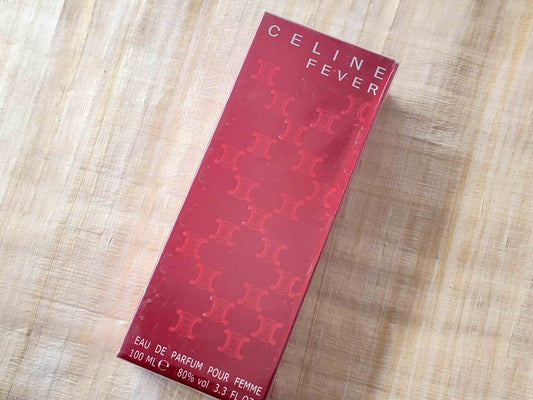 CELINE
FEVER
EAU DE PARFUM POUR FEMME
100 ML℮ 80% vol 3.3 FL OZ